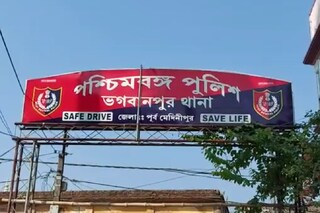 পশ্চিমবঙ্গ পুলিশ
ভগবানপুর থানা
SAFE DRIVE জেলাঃ পূর্ব মেদিনীপুর SAVE LIFE